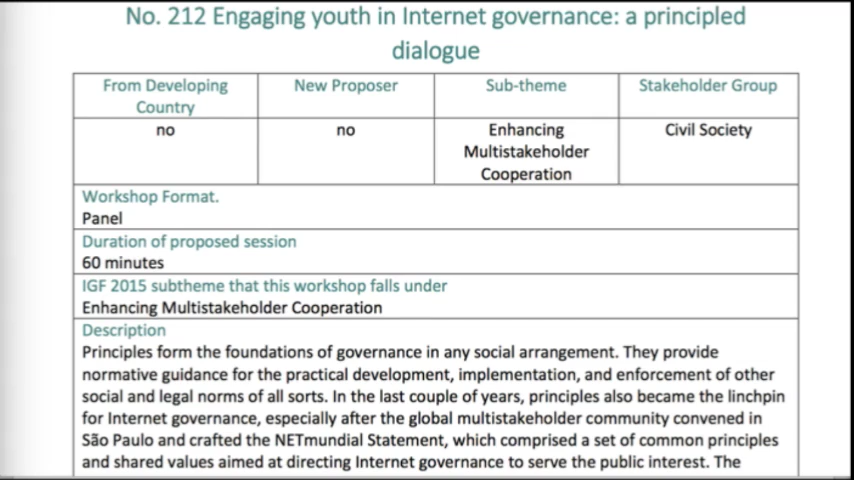 No. 212 Engaging youth in Internet governance: a principled
dialogue
From Developing
Country
New Proposer
Sub-theme
Stakeholder Group
no
no
Enhancing
Multistakeholder
Cooperation
Civil Society
Workshop Format.
Panel
Duration of proposed session
60 minutes
IGF 2015 subtheme that this workshop falls under
Enhancing Multistakeholder Cooperation
Description
Principles form the foundations of governance in any social arrangement. They provide
normative guidance for the practical development, implementation, and enforcement of other
social and legal norms of all sorts. In the last couple of years, principles also became the linchpin
for Internet governance, especially after the global multistakeholder community convened in
São Paulo and crafted the NETmundial Statement, which comprised a set of common principles
and shared values aimed at directing Internet governance to serve the public interest. The